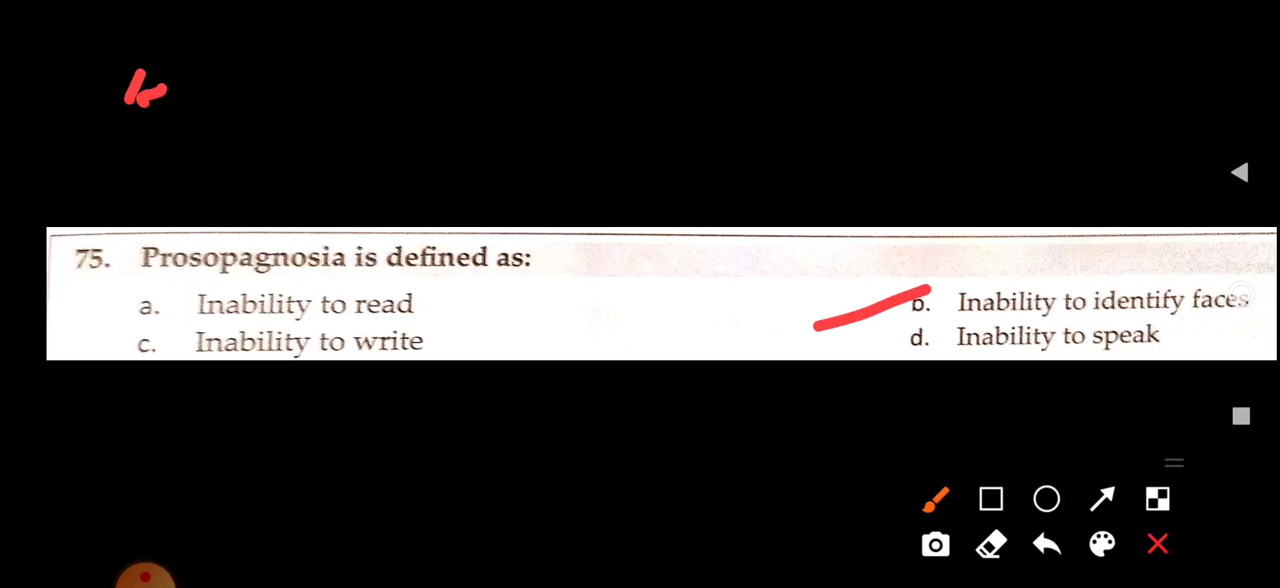 75. Prosopagnosia is defined as:
a. Inability to read b. Inability to identify faces
c. Inability to write d. Inability to speak